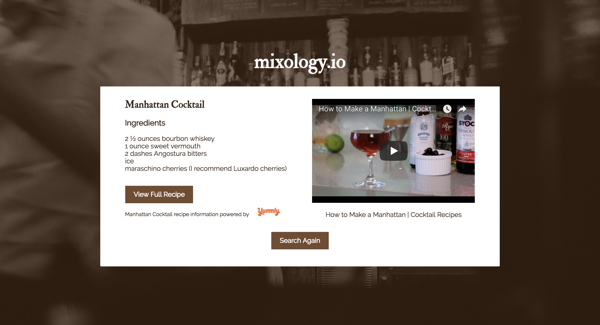 mixology.io
Manhattan Cocktail
Ingredients
2 ½ ounces bourbon whiskey
1 ounce sweet vermouth
2 dashes Angostura bitters
ice
maraschino cherries (I recommend Luxardo cherries)
View Full Recipe
Manhattan Cocktail recipe information powered by Yummly
How to Make a Manhattan | Cockt
STOCK
How to Make a Manhattan | Cocktail Recipes
Search Again